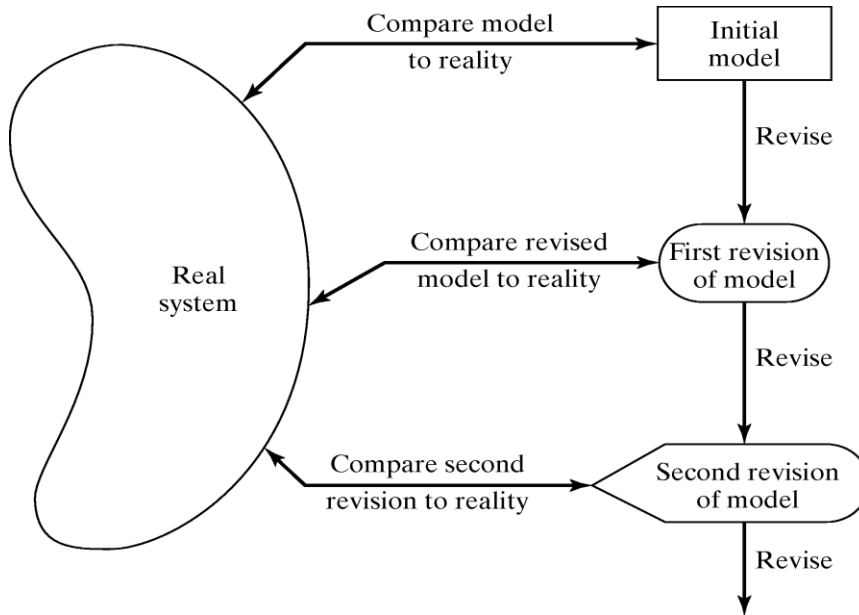 Compare model
to reality
Initial
model
Revise
Real
system
Compare revised
model to reality
First revision
of model
Revise
Compare second
revision to reality
Second revision
of model
Revise